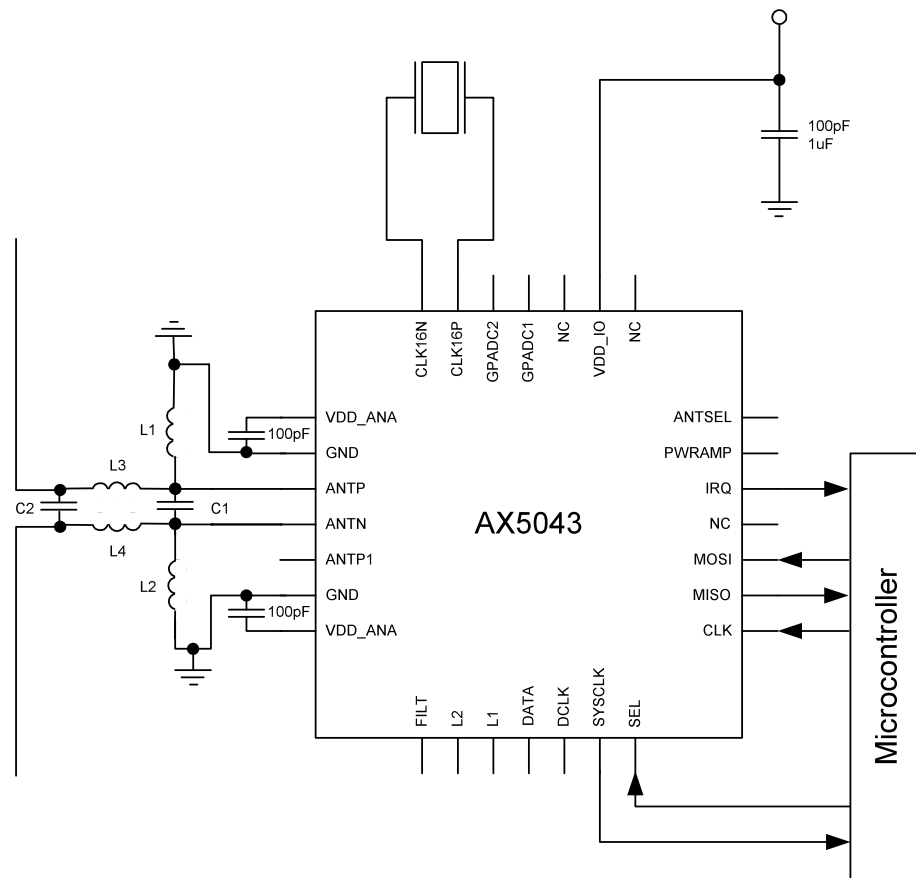 100pF
1uF
CLK16N
CLK16P
GPADC2
GPADC1
NC
VDD_IO
NC
L1
100pF
VDD_ANA
GND
ANTP
ANTN
ANTP1
GND
VDD_ANA
L3
C2
C1
L4
L2
100pF
AX5043
ANTSEL
PWRAMP
IRQ
NC
MOSI
MISO
CLK
FILT
L2
L1
DATA
DCLK
SYSCLK
SEL
Microcontroller